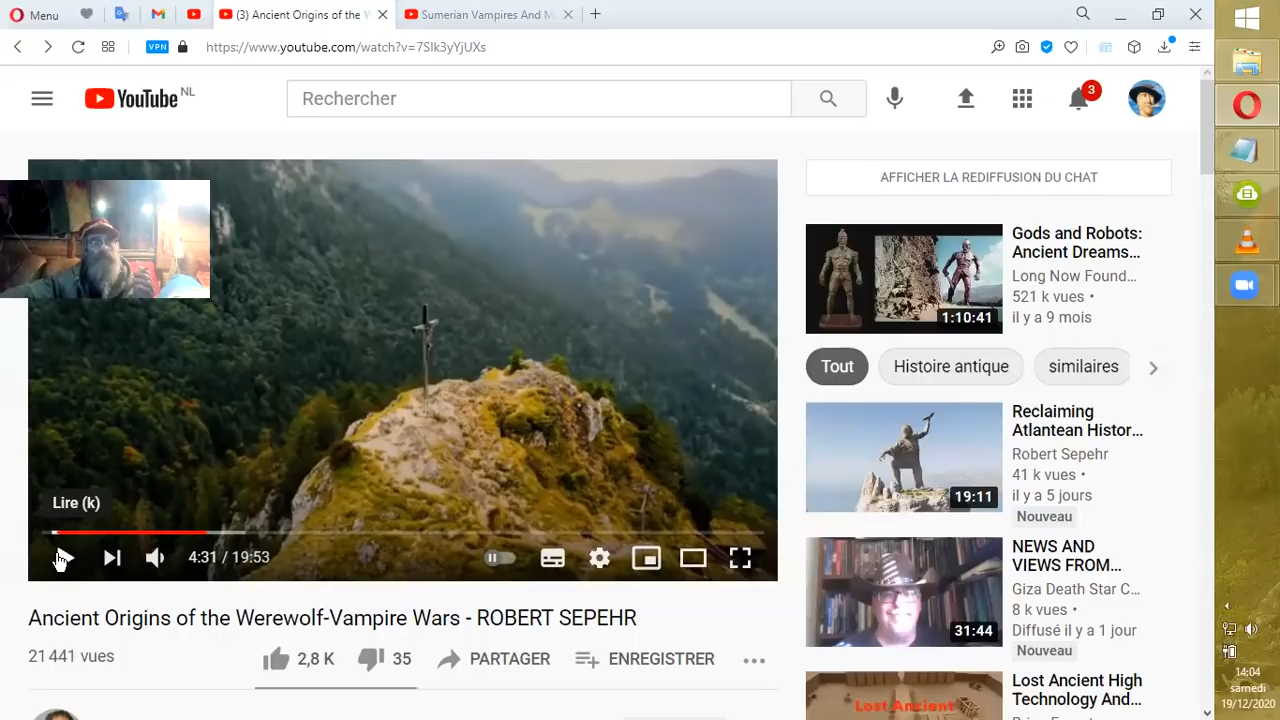 Menu
(3) Ancient Origins of the W
Sumerian Vampires And M
VPN
https://www.youtube.com/watch?v=7SIk3yYjUXs
YouTube NL
Rechercher
3
AFFICHER LA REDIFFUSION DU CHAT
Gods and Robots:
Ancient Dreams...
Long Now Found...
521 k vues •
il y a 9 mois
1:10:41
Tout
Histoire antique
similaires
Reclaiming
Atlantean Histor...
Robert Sepehr
41 k vues •
il y a 5 jours
Nouveau
19:11
Lire (k)
4:31 / 19:53
NEWS AND
VIEWS FROM...
Giza Death Star C...
8 k vues •
Diffusé il y a 1 jour
Nouveau
31:44
Ancient Origins of the Werewolf-Vampire Wars - ROBERT SEPEHR
21 441 vues
2,8 K
35
PARTAGER
ENREGISTRER
Lost Ancient High
Technology And...
Lost Ancient
14:04
samedi
19/12/2020